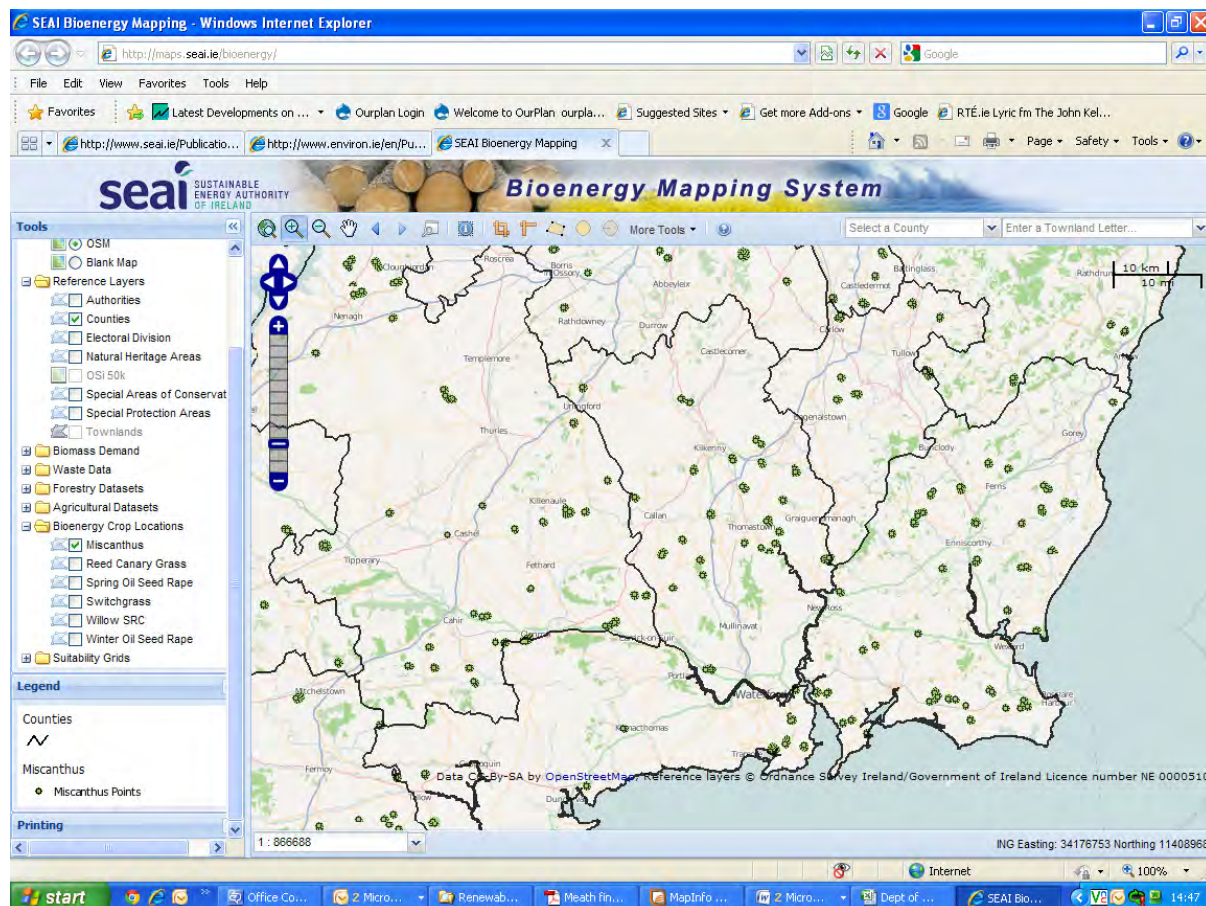 SEAI Bioenergy Mapping - Windows Internet Explorer
http://maps.seai.ie/bioenergy/
Google
File Edit View Favorites Tools Help
Favorites Latest Developments on ... Ourplan Login Welcome to OurPlan ourpla... Suggested Sites Get more Add-ons Google RTÉ.ie Lyric fm The John Kel...
http://www.seai.ie/Publicatio... http://www.environ.ie/en/Pu... SEAI Bioenergy Mapping X Page Safety Tools
seai SUSTAINABLE ENERGY AUTHORITY OF IRELAND
Bioenergy Mapping System
Tools
More Tools
Select a County
Enter a Townland Letter...
OSM
Blank Map
Reference Layers
Authorities
Counties
Electoral Division
Natural Heritage Areas
OSi 50k
Special Areas of Conservat
Special Protection Areas
Townlands
Biomass Demand
Waste Data
Forestry Datasets
Agricultural Datasets
Bioenergy Crop Locations
Miscanthus
Reed Canary Grass
Spring Oil Seed Rape
Switchgrass
Willow SRC
Winter Oil Seed Rape
Suitability Grids
Legend
Counties
Miscanthus
Miscanthus Points
Printing
10 km
10 mi
Cloughjordan
Roscrea
Borris
Abbeyleix
Baltinglass
Castledermot
Nenagh
Rathdowney
Durrow
Carlow
Templemore
Castlecomer
Tullow
Urlingford
Bagenalstown
Thurles
Kilkenny
Bunclody
Gorey
Killenaule
Callan
Ferns
Cashel
Thomastown
Graiguenamanagh
Enniscorthy
Tipperary
Fethard
Cahir
New Ross
Mullinavat
Carrick-on-Suir
Wexford
Mitchelstown
Waterford
Rosslare Harbour
Kilmacthomas
Fermoy
Data CC-By-SA by OpenStreetMap, Reference layers © Ordnance Survey Ireland/Government of Ireland Licence number NE 0000510
1 : 866688
ING Easting: 34176753 Northing 11408968
Internet
100%
start
Office Co...
2 Micro...
Renewab...
Meath fin...
MapInfo ...
2 Micro...
Dept of ...
SEAI Bio...
14:47